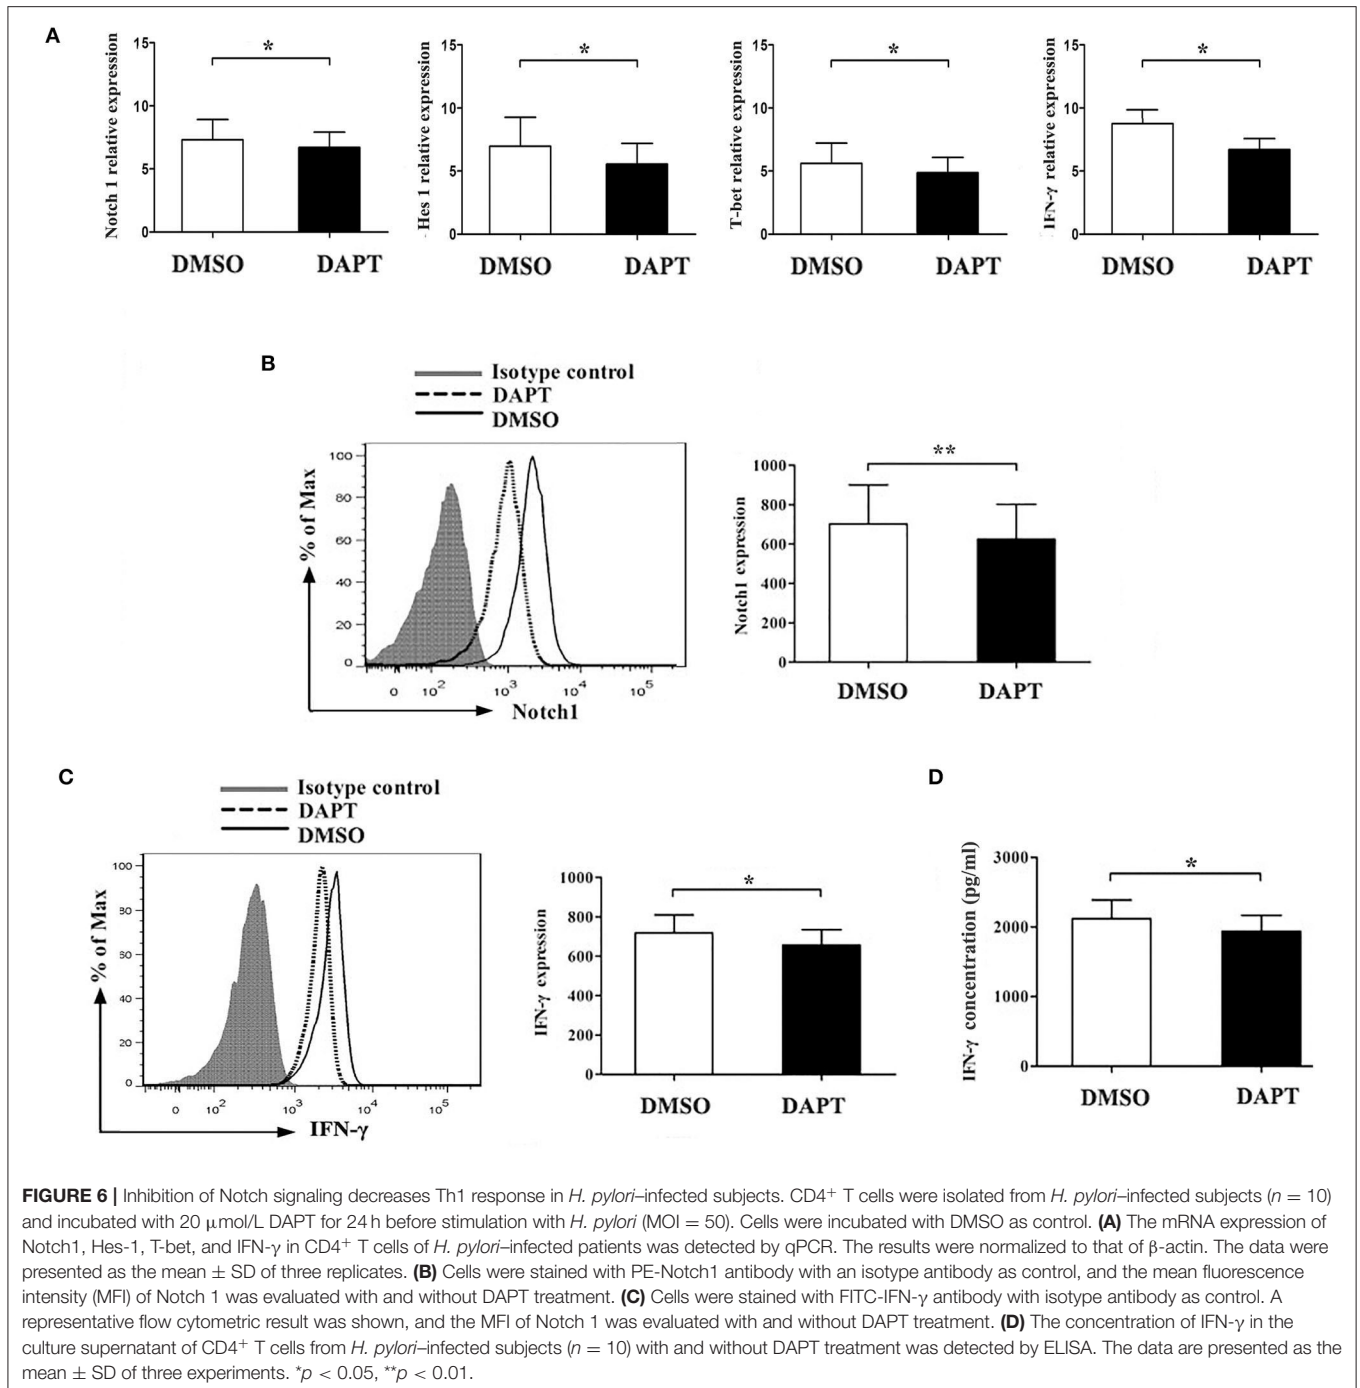 A
Notch 1 relative expression
15
10
5
0
*
DMSO DAPT
Hes 1 relative expression
15
10
5
0
*
DMSO DAPT
T-bet relative expression
15
10
5
0
*
DMSO DAPT
IFN-γ relative expression
15
10
5
0
*
DMSO DAPT
B
Isotype control
DAPT
DMSO
% of Max
100
80
60
40
20
0
0 10² 10³ 10⁴ 10⁵
Notch1
Notch1 expression
1000
800
600
400
200
0
**
DMSO DAPT
C
Isotype control
DAPT
DMSO
% of Max
100
80
60
40
20
0
0 10² 10³ 10⁴ 10⁵
IFN-γ
IFN-γ expression
1000
800
600
400
200
0
*
DMSO DAPT
D
IFN-γ concentration (pg/ml)
3000
2000
1000
0
*
DMSO DAPT
FIGURE 6 | Inhibition of Notch signaling decreases Th1 response in H. pylori–infected subjects. CD4⁺ T cells were isolated from H. pylori–infected subjects (n = 10)
and incubated with 20 μmol/L DAPT for 24 h before stimulation with H. pylori (MOI = 50). Cells were incubated with DMSO as control. (A) The mRNA expression of
Notch1, Hes-1, T-bet, and IFN-γ in CD4⁺ T cells of H. pylori–infected patients was detected by qPCR. The results were normalized to that of β-actin. The data were
presented as the mean ± SD of three replicates. (B) Cells were stained with PE-Notch1 antibody with an isotype antibody as control, and the mean fluorescence
intensity (MFI) of Notch 1 was evaluated with and without DAPT treatment. (C) Cells were stained with FITC-IFN-γ antibody with isotype antibody as control. A
representative flow cytometric result was shown, and the MFI of Notch 1 was evaluated with and without DAPT treatment. (D) The concentration of IFN-γ in the
culture supernatant of CD4⁺ T cells from H. pylori–infected subjects (n = 10) with and without DAPT treatment was detected by ELISA. The data are presented as the
mean ± SD of three experiments. *p < 0.05, **p < 0.01.